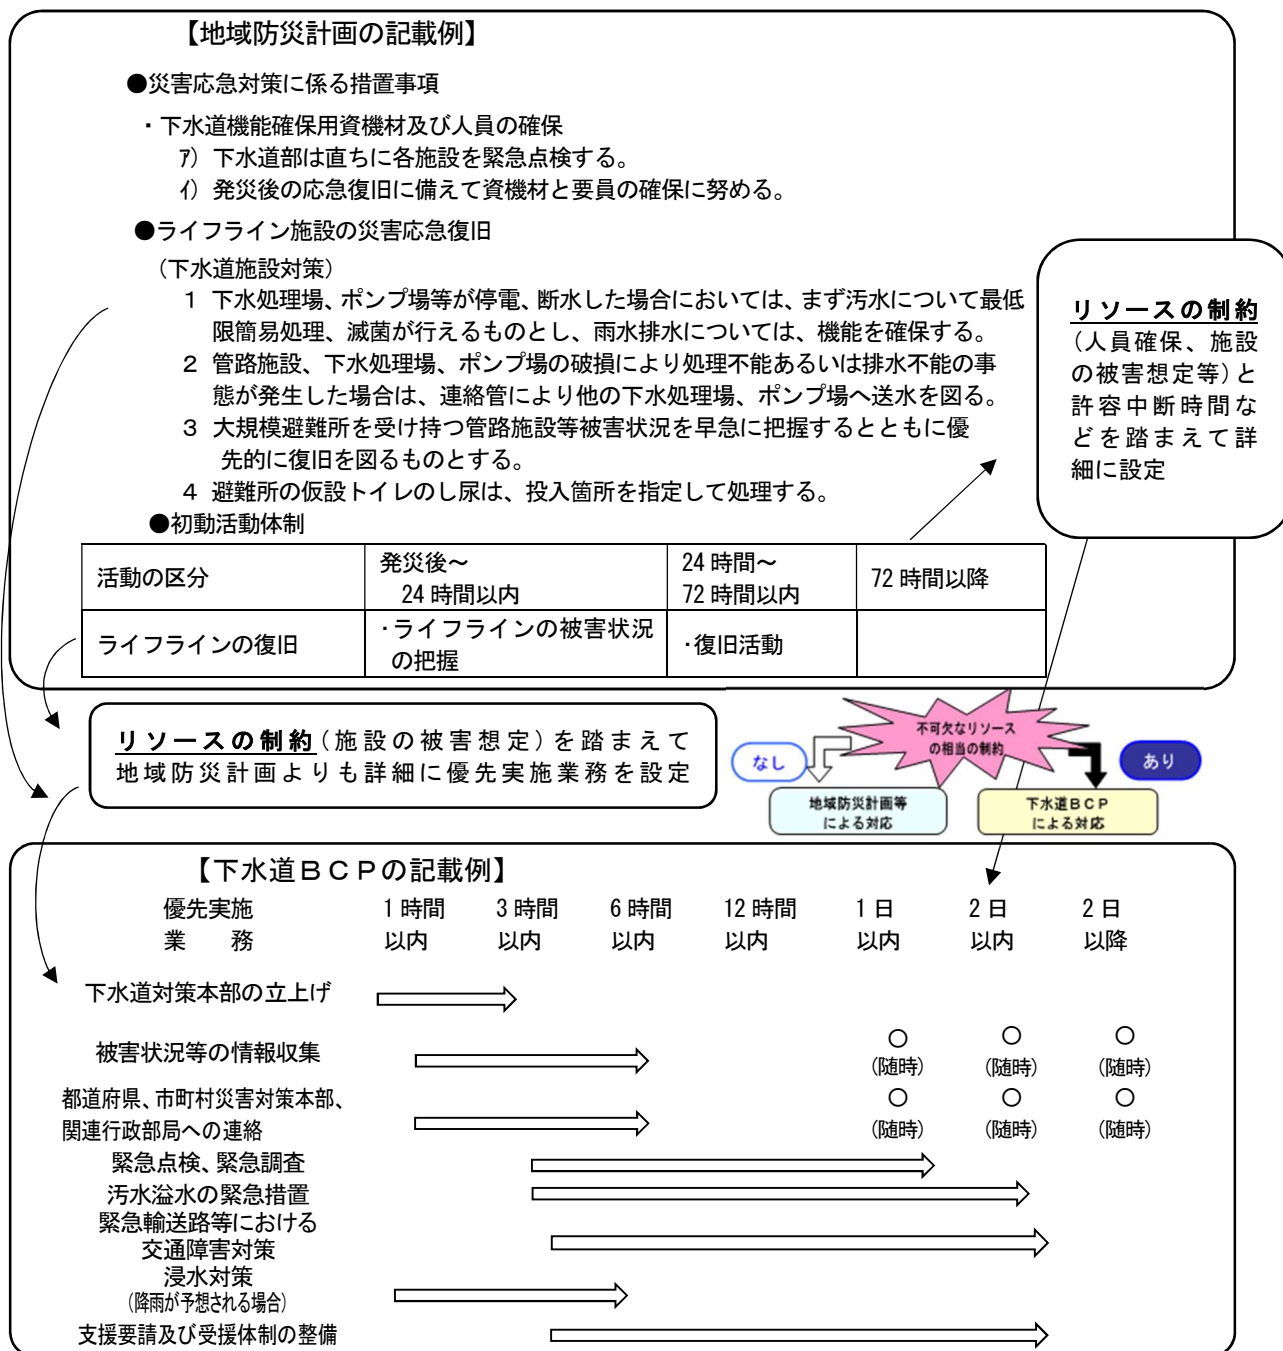 【地域防災計画の記載例】
●災害応急対策に係る措置事項
・下水道機能確保用資機材及び人員の確保
ｱ) 下水道部は直ちに各施設を緊急点検する。
ｲ) 発災後の応急復旧に備えて資機材と要員の確保に努める。
●ライフライン施設の災害応急復旧
(下水道施設対策)
1 下水処理場、ポンプ場等が停電、断水した場合においては、まず汚水について最低
限簡易処理、滅菌が行えるものとし、雨水排水については、機能を確保する。
2 管路施設、下水処理場、ポンプ場の破損により処理不能あるいは排水不能の事
態が発生した場合は、連絡管により他の下水処理場、ポンプ場へ送水を図る。
3 大規模避難所を受け持つ管路施設等被害状況を早急に把握するとともに優
先的に復旧を図るものとする。
4 避難所の仮設トイレのし尿は、投入箇所を指定して処理する。
●初動活動体制
リソースの制約
(人員確保、施設
の被害想定等)と
許容中断時間な
どを踏まえて詳
細に設定
活動の区分 発災後～ 24時間以内 24時間～ 72時間以内 72時間以降
ライフラインの復旧 ・ライフラインの被害状況の把握 ・復旧活動
リソースの制約(施設の被害想定)を踏まえて
地域防災計画よりも詳細に優先実施業務を設定
不可欠なリソース
の相当の制約
なし
あり
地域防災計画等
による対応
下水道BCP
による対応
【下水道BCPの記載例】
優先実施 1時間 3時間 6時間 12時間 1日 2日 2日
業 務 以内 以内 以内 以内 以内 以内 以降
下水道対策本部の立上げ
被害状況等の情報収集 ○ ○ ○
(随時) (随時) (随時)
都道府県、市町村災害対策本部、 ○ ○ ○
関連行政部局への連絡 (随時) (随時) (随時)
緊急点検、緊急調査
汚水溢水の緊急措置
緊急輸送路等における
交通障害対策
浸水対策
(降雨が予想される場合)
支援要請及び受援体制の整備